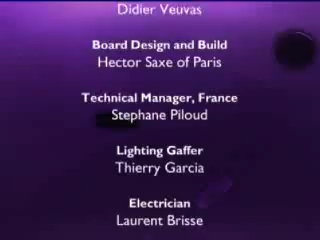 Didier Veuvas
Board Design and Build
Hector Saxe of Paris
Technical Manager, France
Stephane Piloud
Lighting Gaffer
Thierry Garcia
Electrician
Laurent Brisse